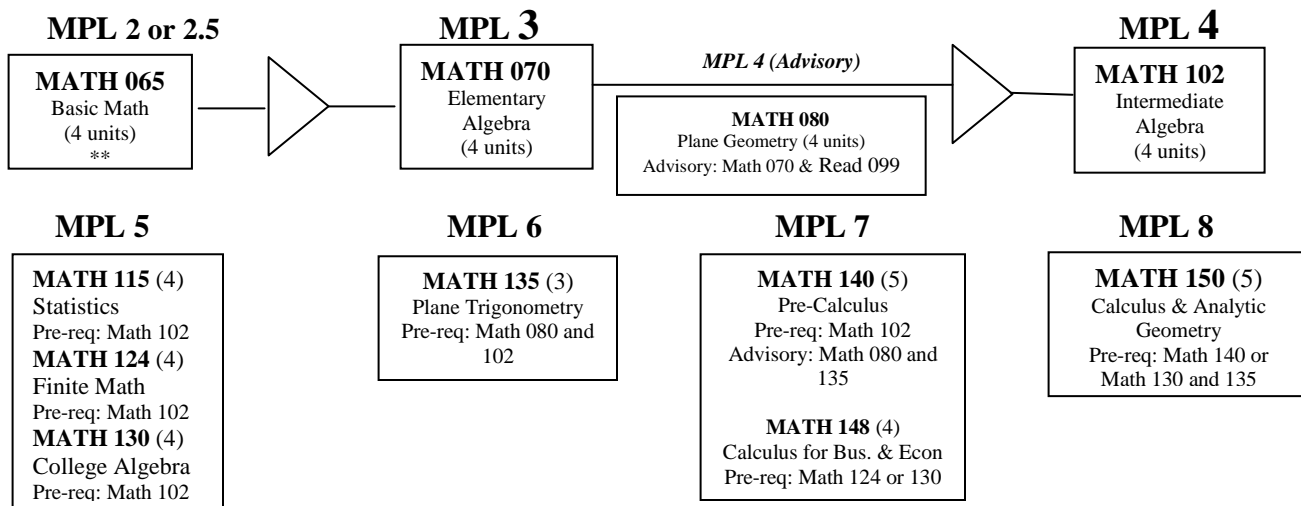 MPL 2 or 2.5
MATH 065
Basic Math
(4 units)
**
MPL 3
MATH 070
Elementary
Algebra
(4 units)
MPL 4 (Advisory)
MATH 080
Plane Geometry (4 units)
Advisory: Math 070 & Read 099
MPL 4
MATH 102
Intermediate
Algebra
(4 units)
MPL 5
MATH 115 (4)
Statistics
Pre-req: Math 102
MATH 124 (4)
Finite Math
Pre-req: Math 102
MATH 130 (4)
College Algebra
Pre-req: Math 102
MPL 6
MATH 135 (3)
Plane Trigonometry
Pre-req: Math 080 and
102
MPL 7
MATH 140 (5)
Pre-Calculus
Pre-req: Math 102
Advisory: Math 080 and
135
MATH 148 (4)
Calculus for Bus. & Econ
Pre-req: Math 124 or 130
MPL 8
MATH 150 (5)
Calculus & Analytic
Geometry
Pre-req: Math 140 or
Math 130 and 135